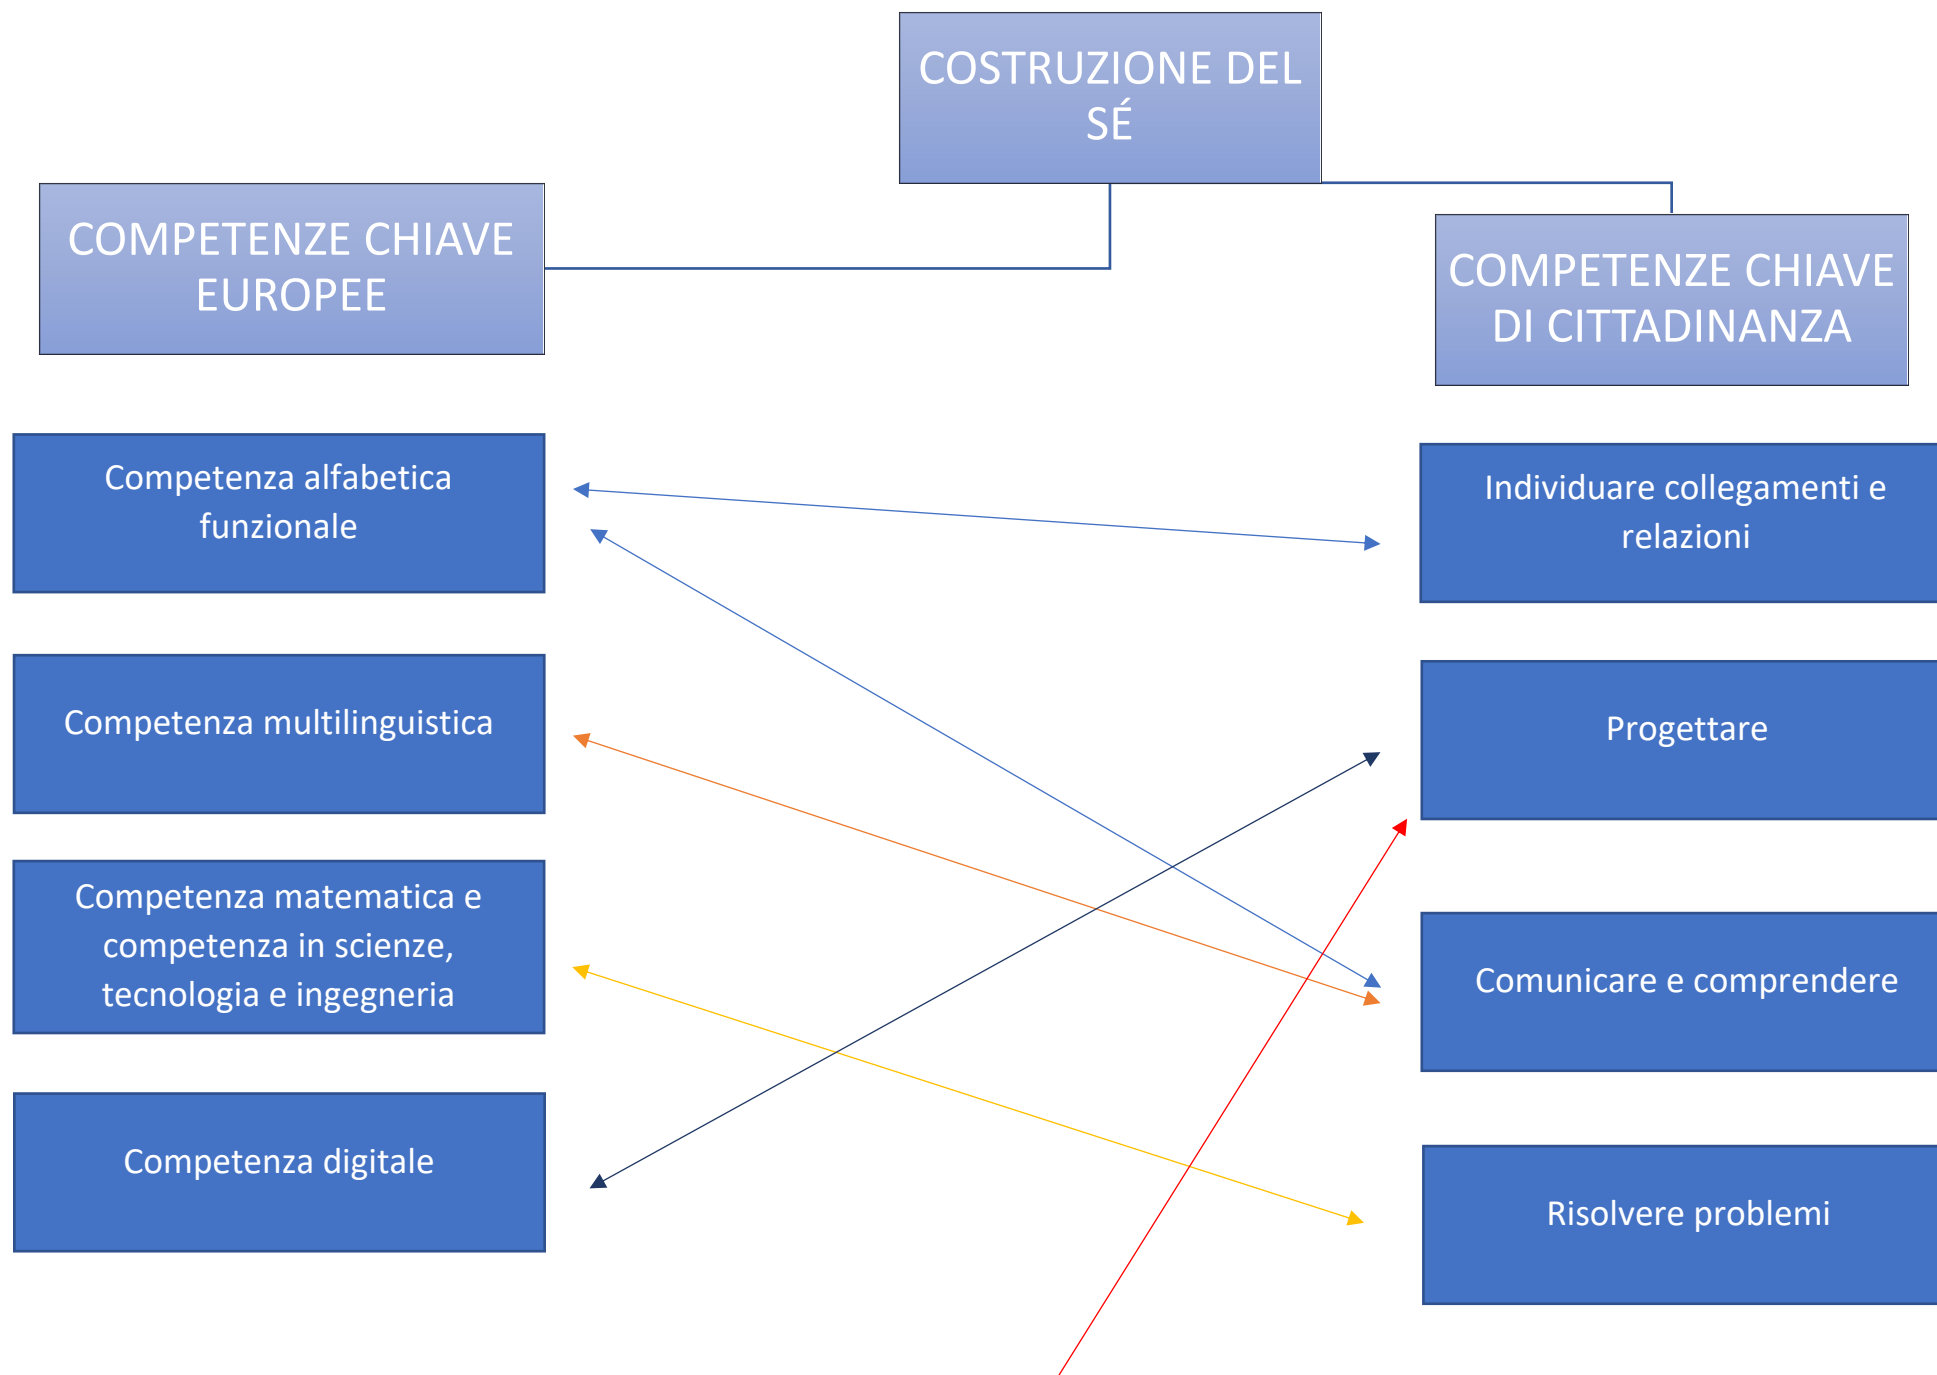 COSTRUZIONE DEL
SÉ
COMPETENZE CHIAVE
EUROPEE
COMPETENZE CHIAVE
DI CITTADINANZA
Competenza alfabetica
funzionale
Individuare collegamenti e
relazioni
Competenza multilinguistica
Progettare
Competenza matematica e
competenza in scienze,
tecnologia e ingegneria
Comunicare e comprendere
Competenza digitale
Risolvere problemi